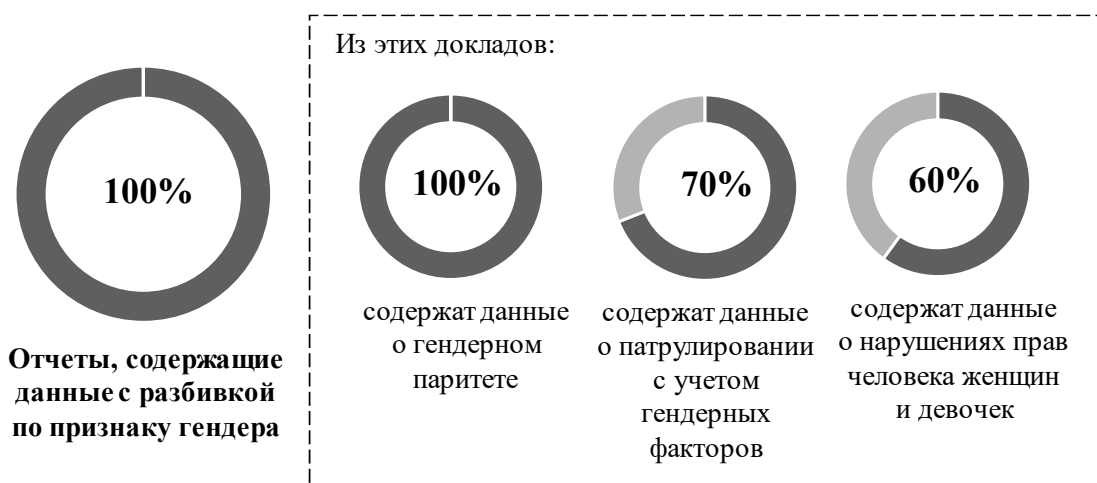 100%
Отчеты, содержащие
данные с разбивкой
по признаку гендера
Из этих докладов:
100%
содержат данные
о гендерном
паритете
70%
содержат данные
о патрулировании
с учетом
гендерных
факторов
60%
содержат данные
о нарушениях прав
человека женщин
и девочек